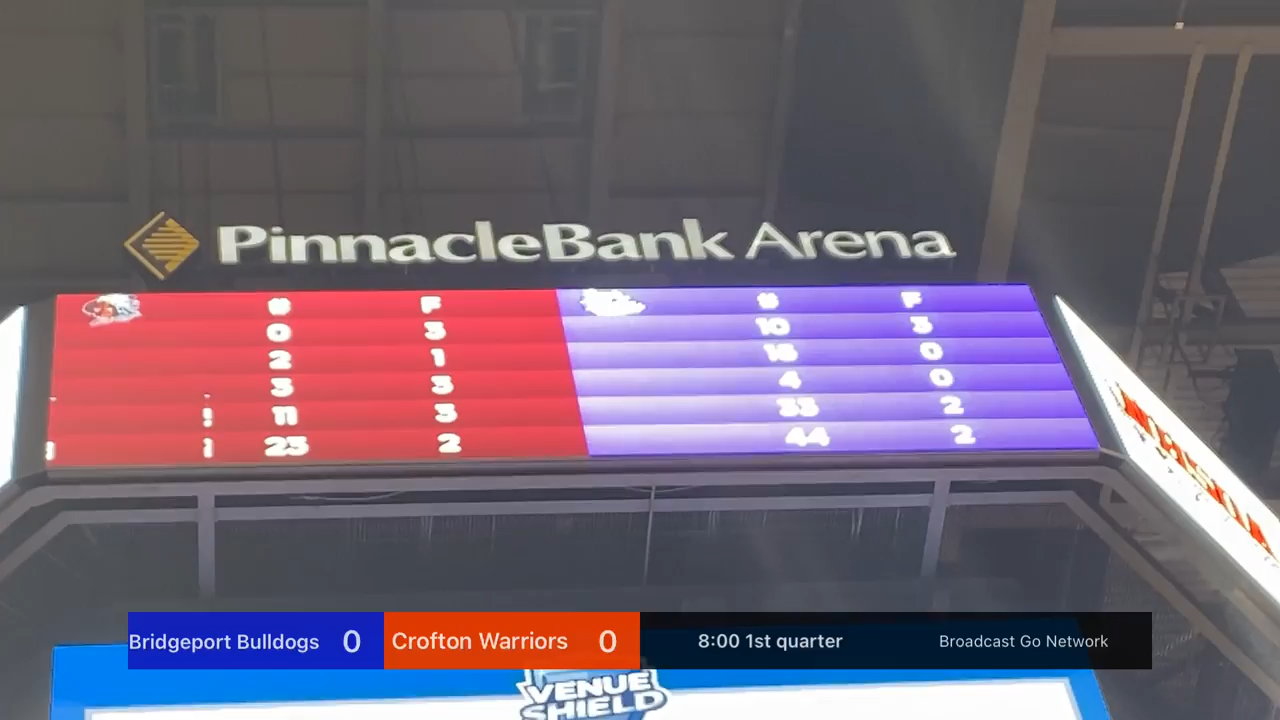 PinnacleBank Arena
F S F
0 3 10 3
2 1 0
3 3 4 0
11 3 33 2
1 23 2 44 2
Bridgeport Bulldogs 0 Crofton Warriors 0 8:00 1st quarter Broadcast Go Network
VENUE
SHIELD